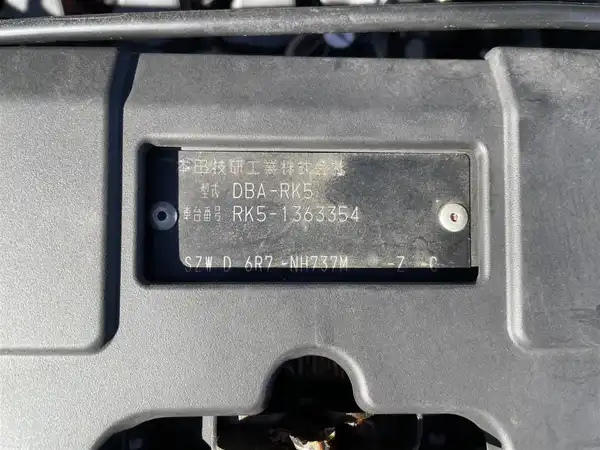 本田技研工業株式会社
型式 DBA-RK5
車台番号 RK5-1363354
SZW D 6R7 -NH737M -Z -C